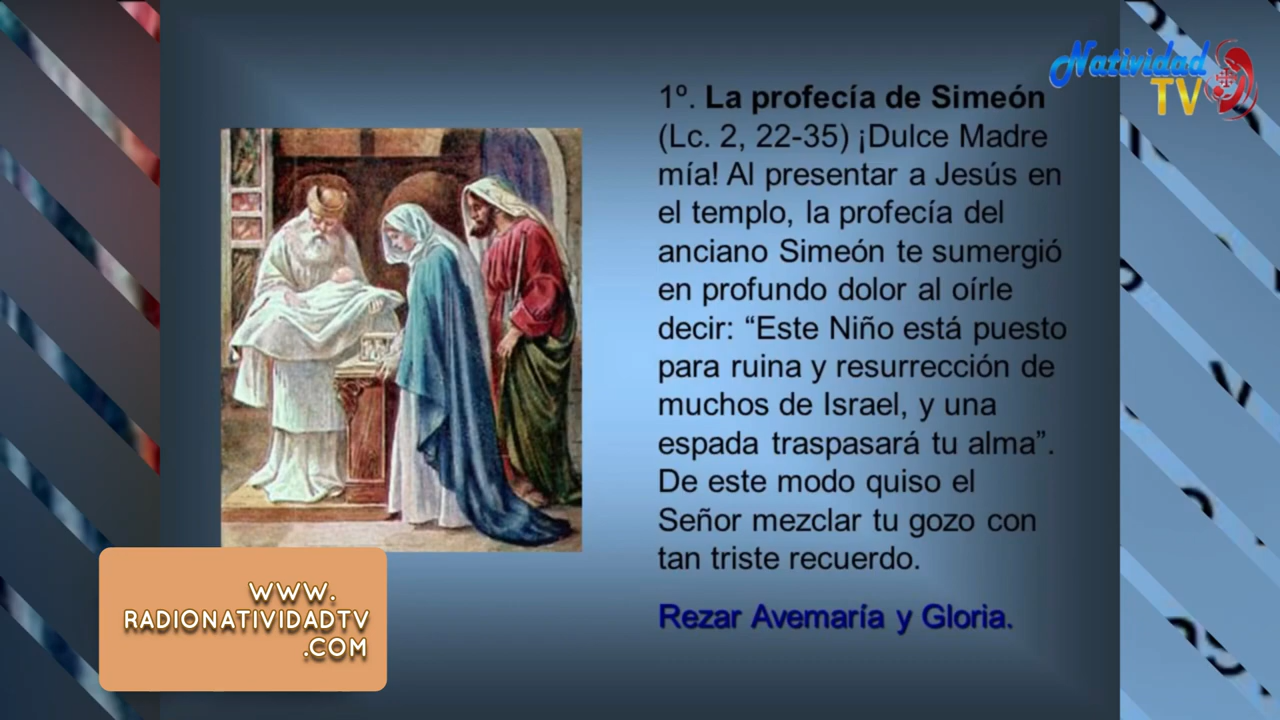 Natividad
TV
1º. La profecía de Simeón
(Lc. 2, 22-35) ¡Dulce Madre
mía! Al presentar a Jesús en
el templo, la profecía del
anciano Simeón te sumergió
en profundo dolor al oírle
decir: “Este Niño está puesto
para ruina y resurrección de
muchos de Israel, y una
espada traspasará tu alma”.
De este modo quiso el
Señor mezclar tu gozo con
tan triste recuerdo.
Rezar Avemaría y Gloria.
WWW.
RADIONATIVIDADTV
.COM